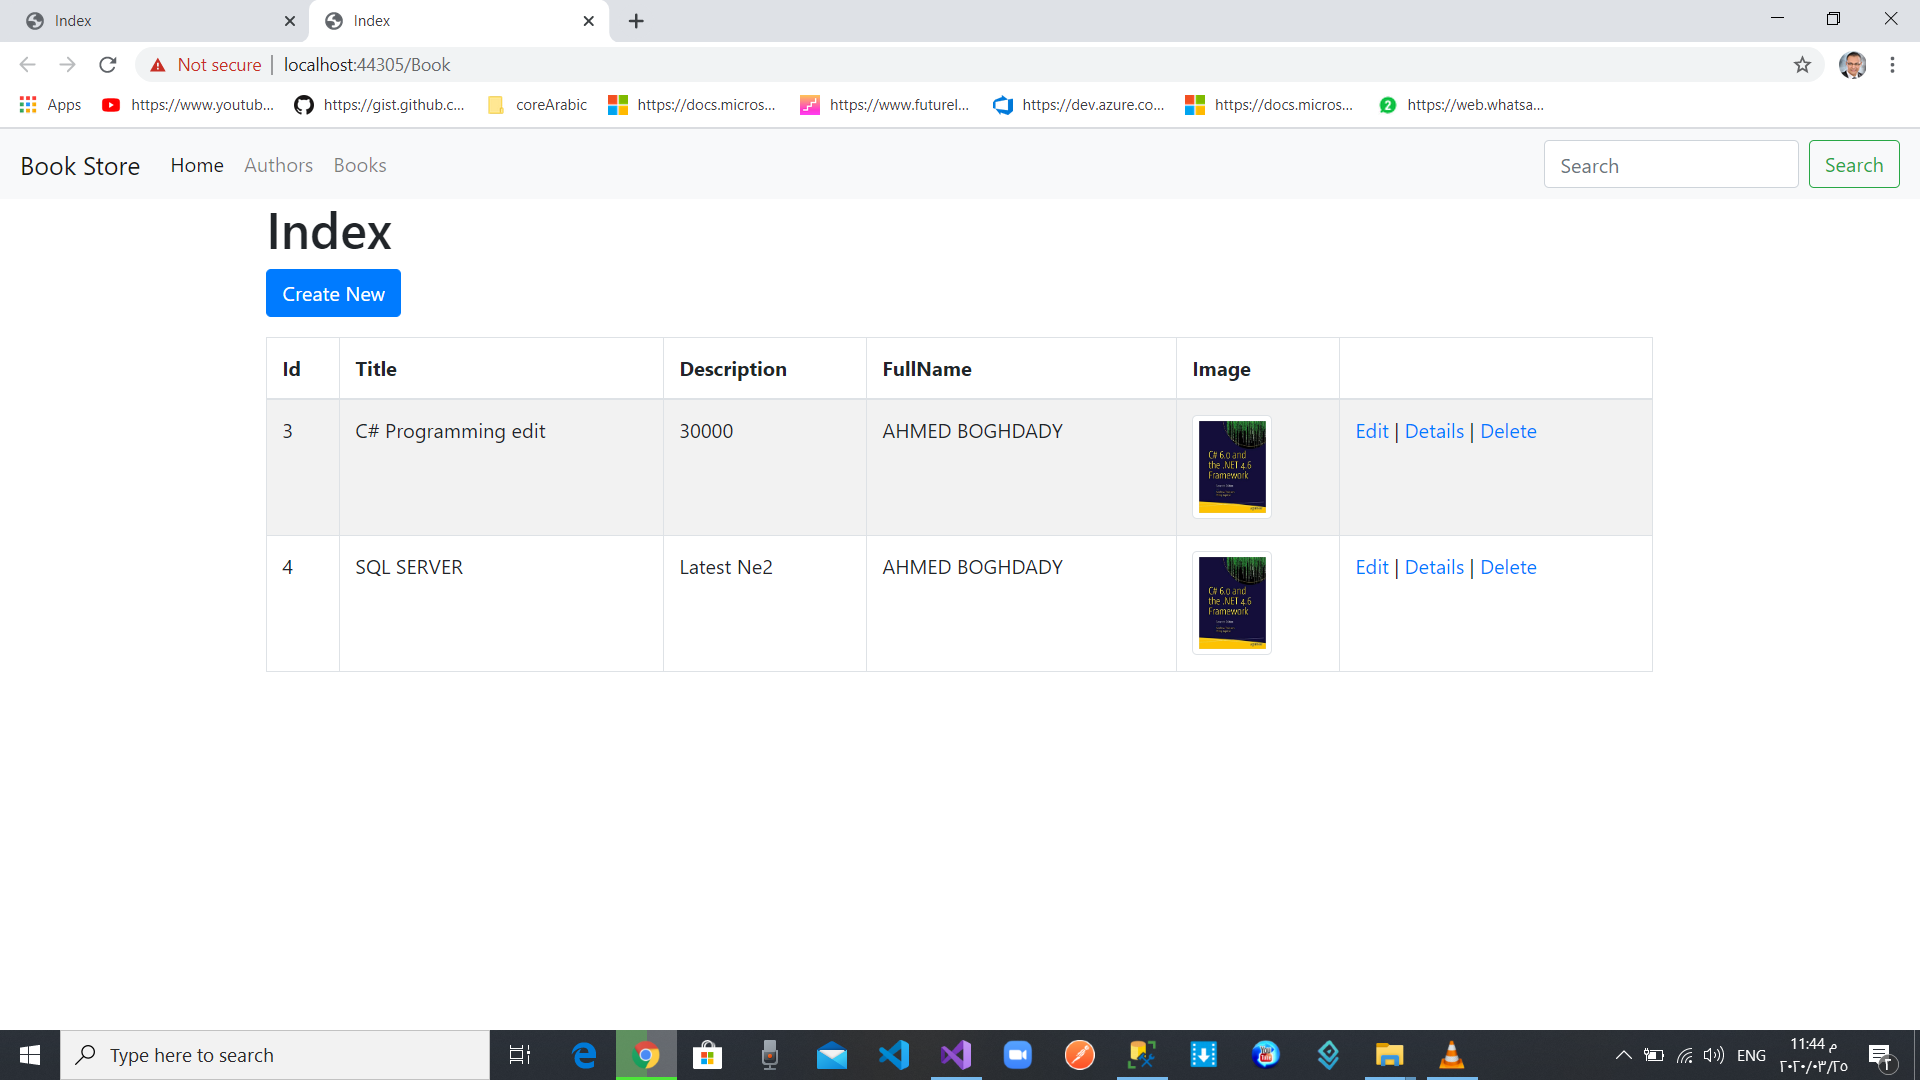 Index
Index
Not secure
localhost:44305/Book
Apps
https://www.youtub...
https://gist.github.c...
coreArabic
https://docs.micros...
https://www.futurel...
https://dev.azure.co...
https://docs.micros...
2
https://web.whatsa...
Book Store
Home
Authors
Books
Search
Search
Index
Create New
Id Title Description FullName Image
3 C# Programming edit 30000 AHMED BOGHDADY
C# 6.0 and
the .NET 4.6
Framework
Edit | Details | Delete
4 SQL SERVER Latest Ne2 AHMED BOGHDADY
C# 6.0 and
the .NET 4.6
Framework
Edit | Details | Delete
Type here to search
ENG
11:44 م
٢٠٢٠/٠٣/٢٥
٢